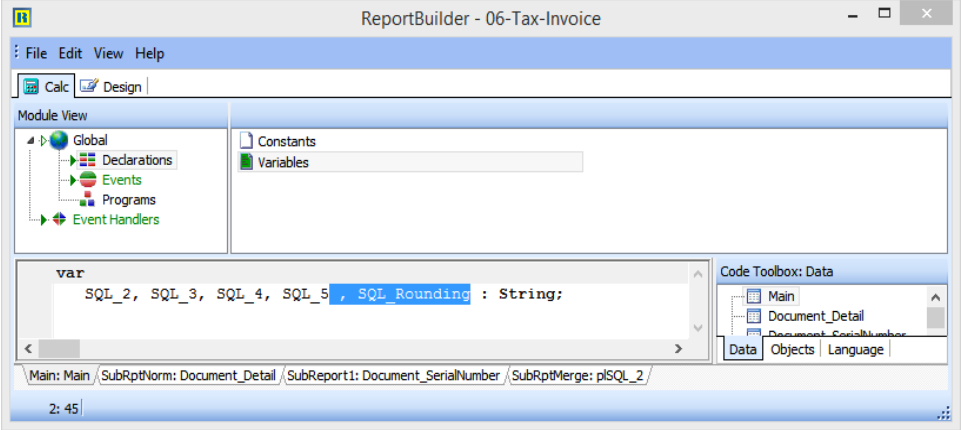 ReportBuilder - 06-Tax-Invoice
File Edit View Help
Calc Design
Module View
Global
Declarations
Events
Programs
Event Handlers
Constants
Variables
var
SQL_2, SQL_3, SQL_4, SQL_5 , SQL_Rounding : String;
Code Toolbox: Data
Main
Document_Detail
Document_SerialNumber
Data Objects Language
Main: Main SubRptNorm: Document_Detail SubReport1: Document_SerialNumber SubRptMerge: plSQL_2
2: 45